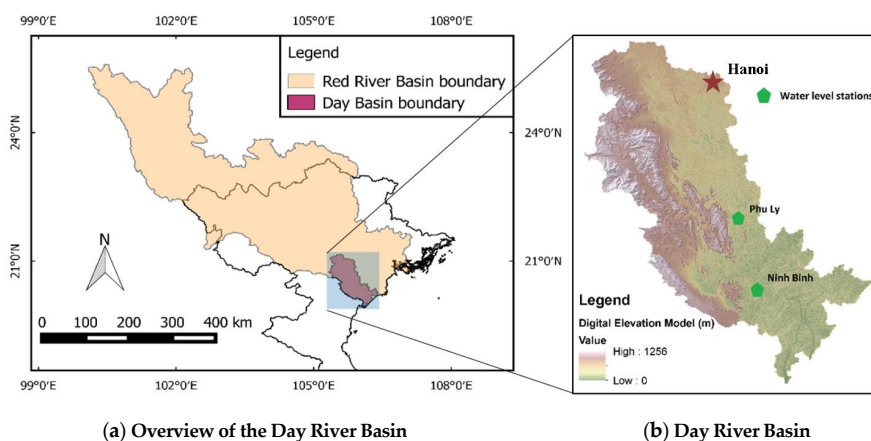 99°0'E
102°0'E
105°0'E
108°0'E
24°0'N
21°0'N
Legend
Red River Basin boundary
Day Basin boundary
N
0 100 200 300 400 km
99°0'E
102°0'E
105°0'E
108°0'E
24°0'N
21°0'N
Hanoi
Water level stations
Phu Ly
Ninh Binh
Legend
Digital Elevation Model (m)
Value
High : 1256
Low : 0
(a) Overview of the Day River Basin
(b) Day River Basin